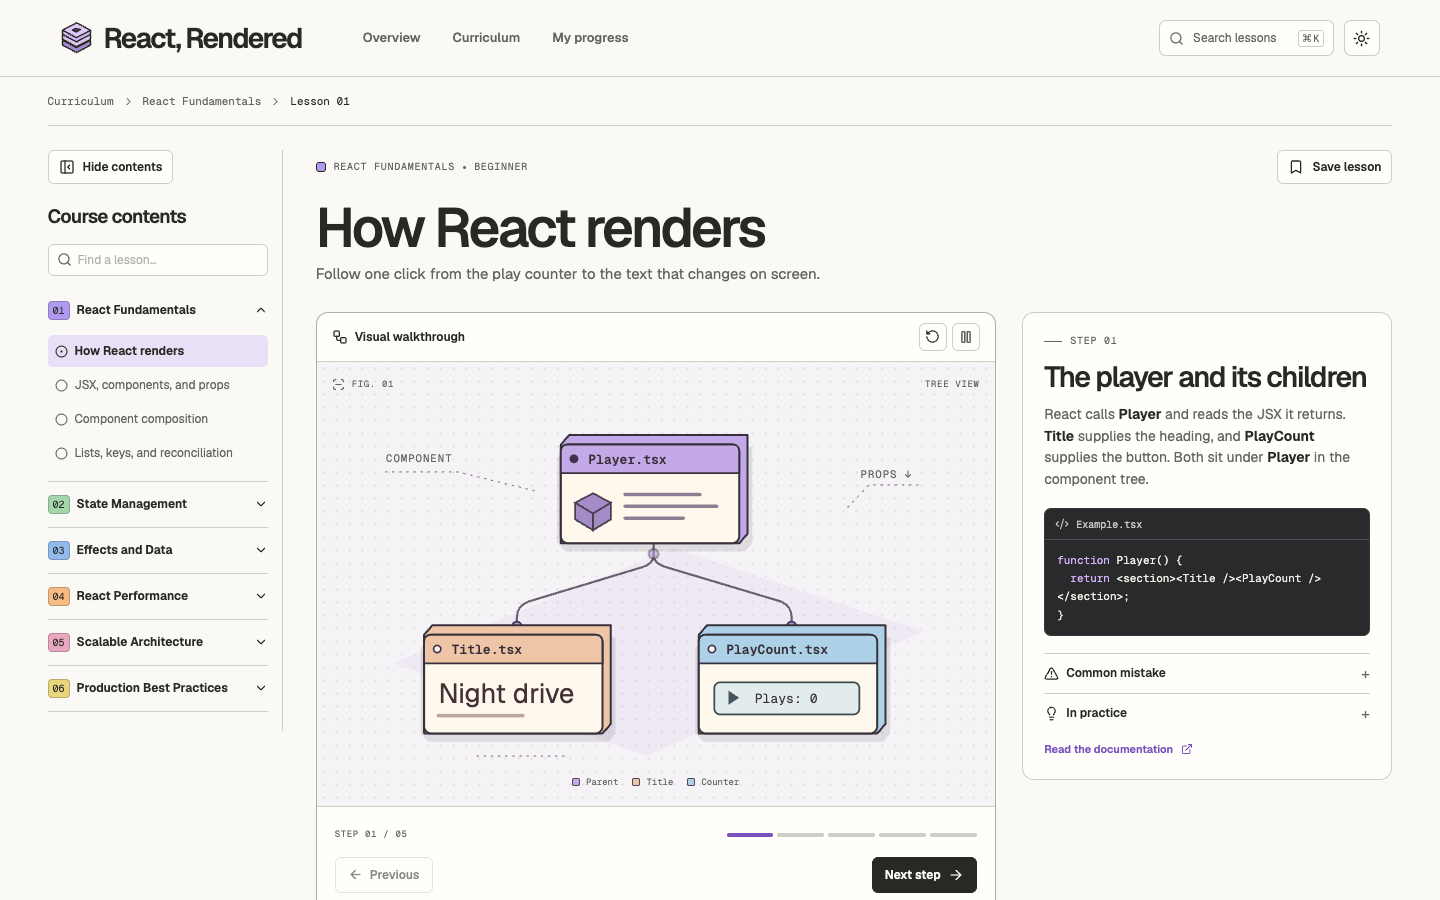 React, Rendered
Overview
Curriculum
My progress
Search lessons
⌘K
Curriculum > React Fundamentals > Lesson 01
Hide contents
Course contents
Find a lesson...
01 React Fundamentals
How React renders
JSX, components, and props
Component composition
Lists, keys, and reconciliation
02 State Management
03 Effects and Data
04 React Performance
05 Scalable Architecture
06 Production Best Practices
REACT FUNDAMENTALS • BEGINNER
Save lesson
How React renders
Follow one click from the play counter to the text that changes on screen.
Visual walkthrough
FIG. 01
TREE VIEW
COMPONENT
Player.tsx
PROPS ↓
Title.tsx
Night drive
PlayCount.tsx
Plays: 0
Parent
Title
Counter
STEP 01 / 05
← Previous
Next step →
STEP 01
The player and its children
React calls Player and reads the JSX it returns.
Title supplies the heading, and PlayCount
supplies the button. Both sit under Player in the
component tree.
</> Example.tsx
function Player() {
  return <section><Title /><PlayCount />
</section>;
}
Common mistake +
In practice +
Read the documentation